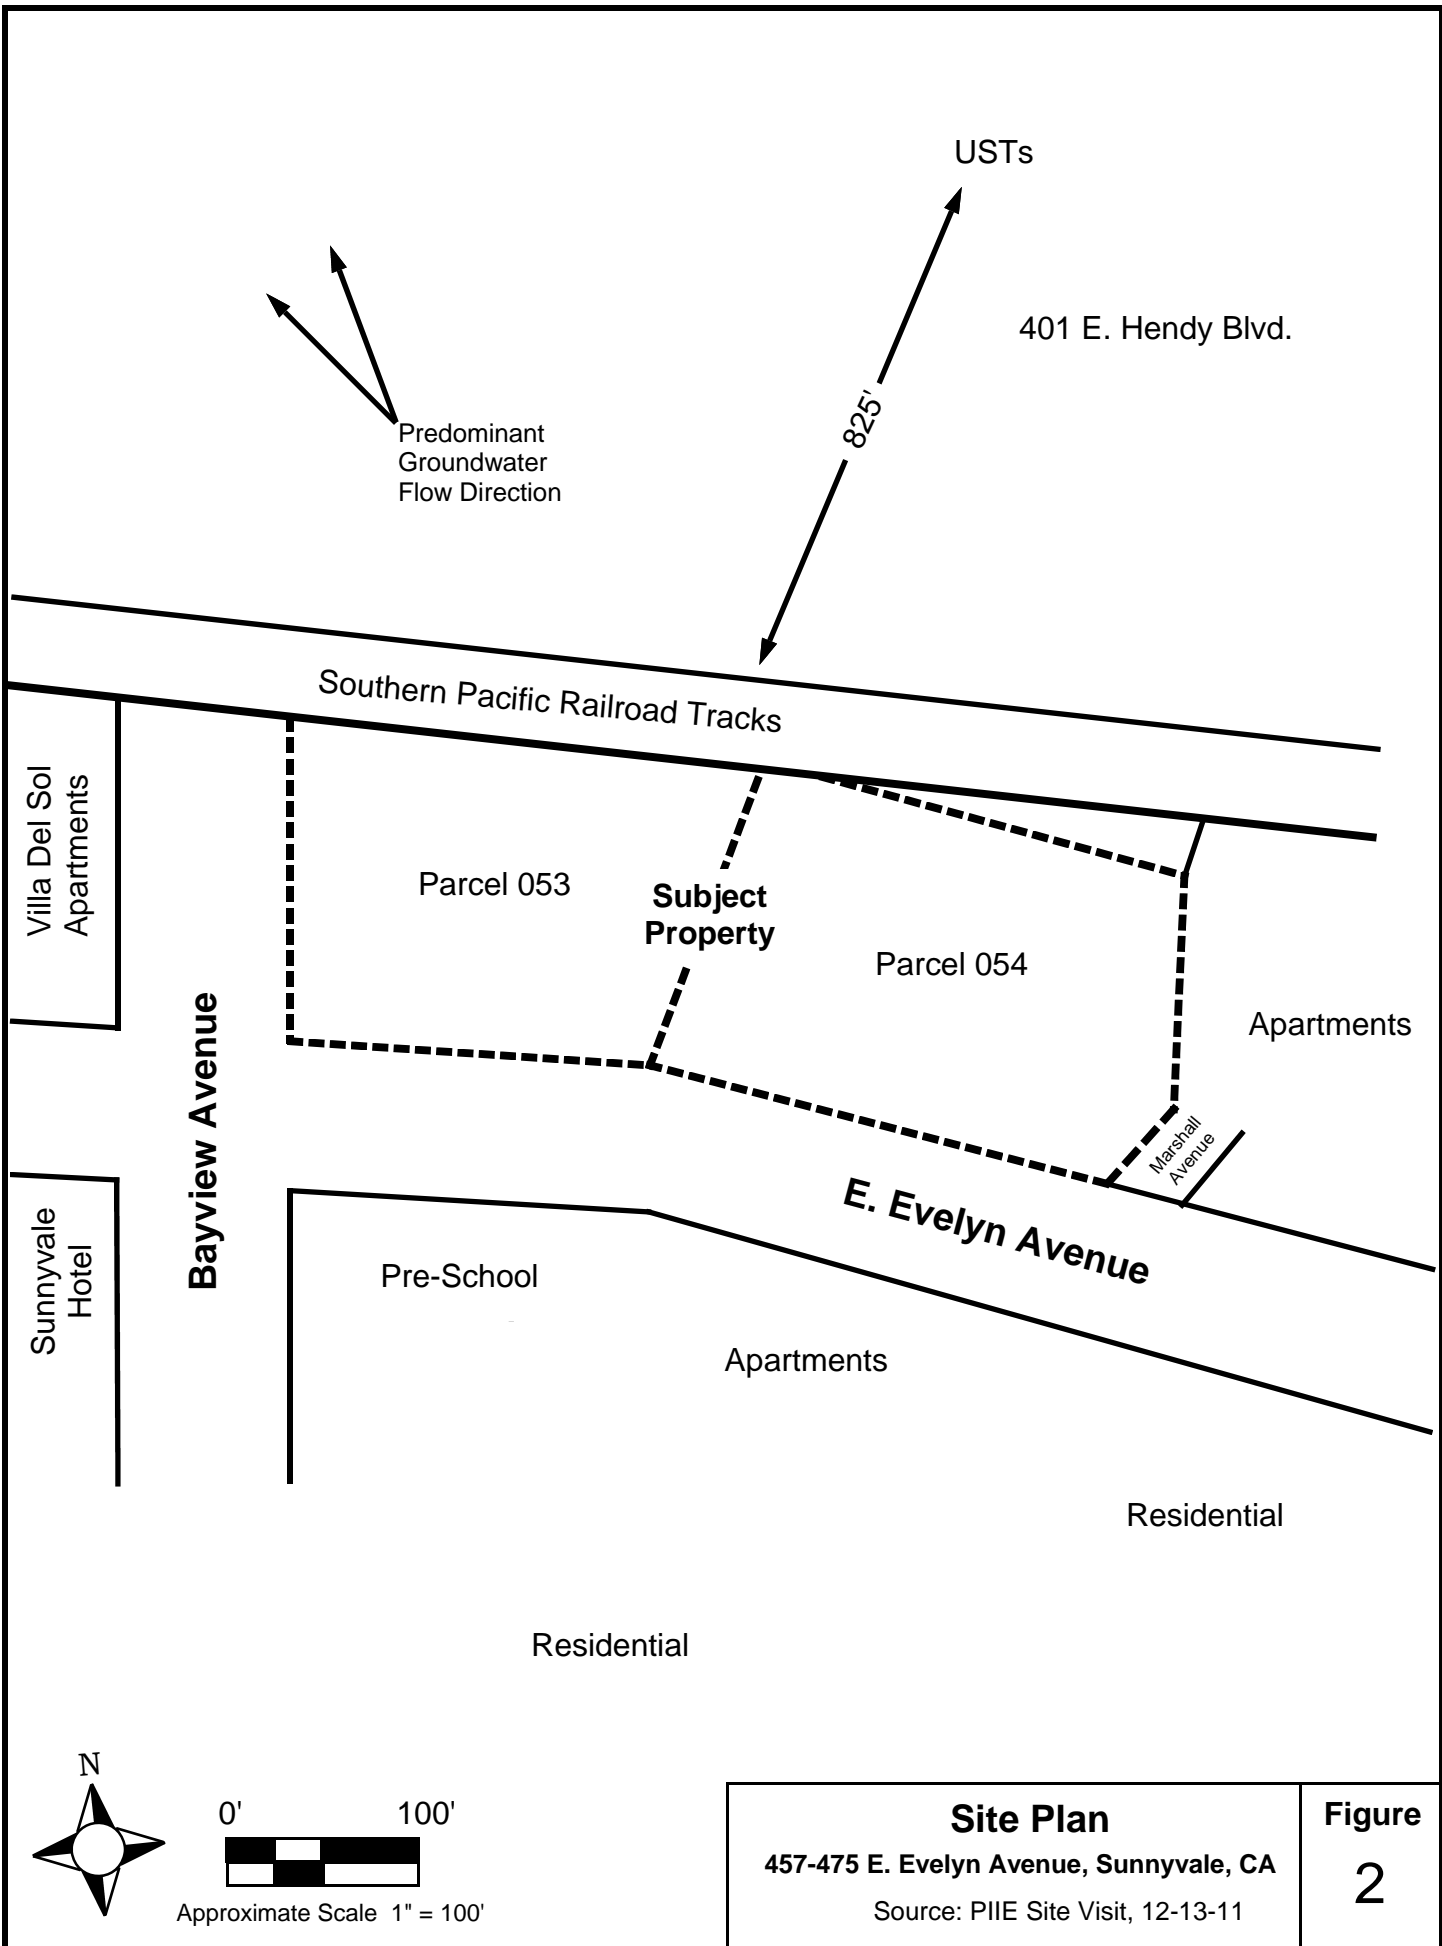 USTs
401 E. Hendy Blvd.
825'
Predominant
Groundwater
Flow Direction
Southern Pacific Railroad Tracks
Villa Del Sol
Apartments
Parcel 053
Subject
Property
Parcel 054
Apartments
Bayview Avenue
Marshall
Avenue
E. Evelyn Avenue
Sunnyvale
Hotel
Pre-School
Apartments
Residential
Residential
N
0' 100'
Approximate Scale 1" = 100'
Site Plan
457-475 E. Evelyn Avenue, Sunnyvale, CA
Source: PIIE Site Visit, 12-13-11
Figure
2